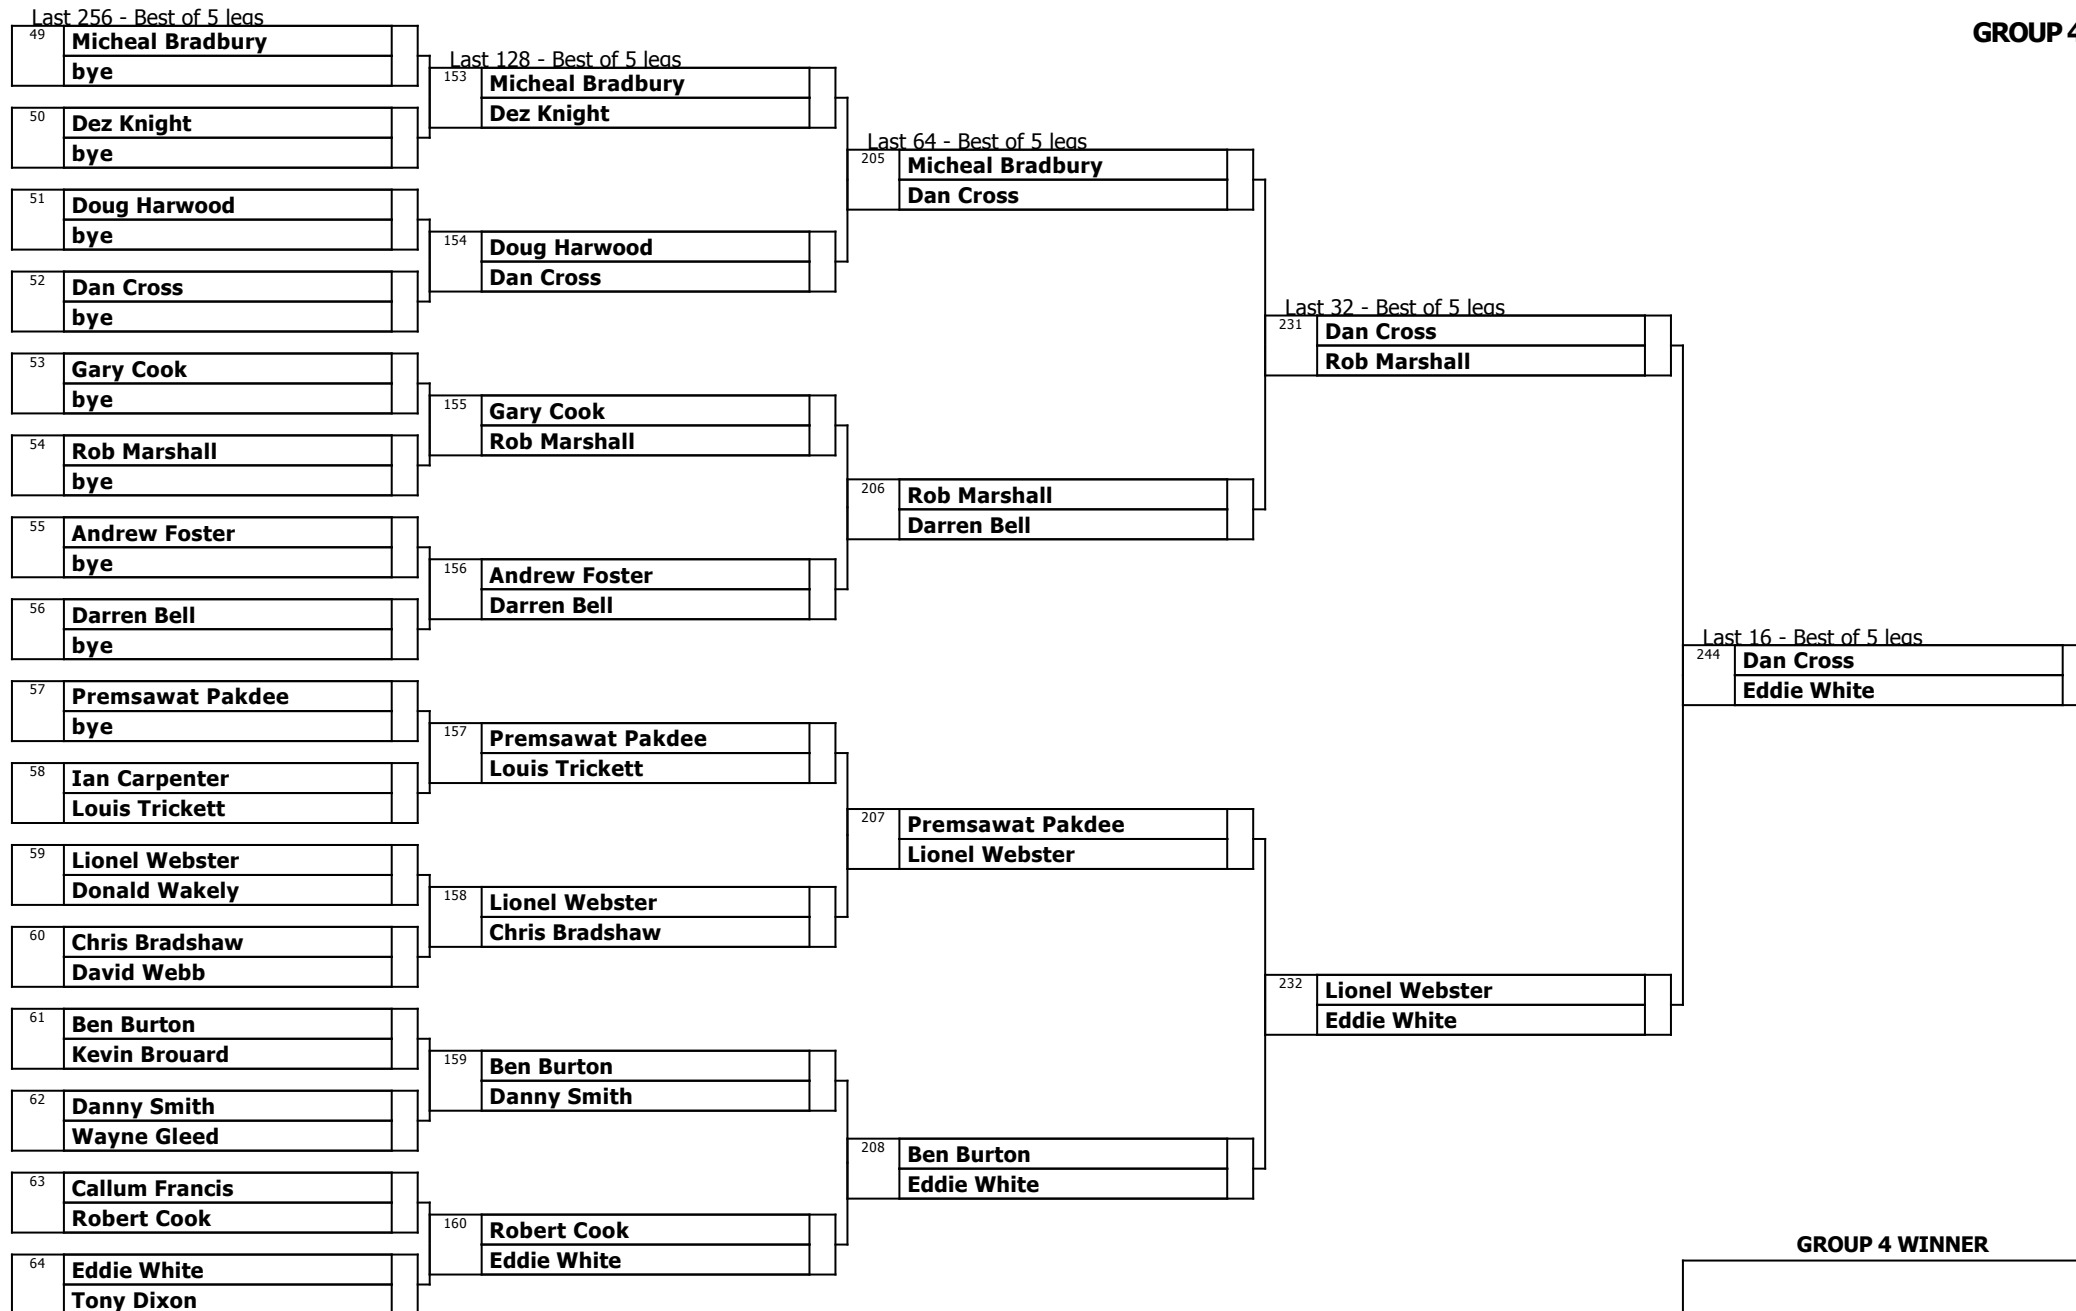 Last 256 - Best of 5 legs
GROUP 4
49
Micheal Bradbury
bye
50
Dez Knight
bye
51
Doug Harwood
bye
52
Dan Cross
bye
53
Gary Cook
bye
54
Rob Marshall
bye
55
Andrew Foster
bye
56
Darren Bell
bye
57
Premsawat Pakdee
bye
58
Ian Carpenter
Louis Trickett
59
Lionel Webster
Donald Wakely
60
Chris Bradshaw
David Webb
61
Ben Burton
Kevin Brouard
62
Danny Smith
Wayne Gleed
63
Callum Francis
Robert Cook
64
Eddie White
Tony Dixon
Last 128 - Best of 5 legs
153
Micheal Bradbury
Dez Knight
154
Doug Harwood
Dan Cross
155
Gary Cook
Rob Marshall
156
Andrew Foster
Darren Bell
157
Premsawat Pakdee
Louis Trickett
158
Lionel Webster
Chris Bradshaw
159
Ben Burton
Danny Smith
160
Robert Cook
Eddie White
Last 64 - Best of 5 legs
205
Micheal Bradbury
Dan Cross
206
Rob Marshall
Darren Bell
207
Premsawat Pakdee
Lionel Webster
208
Ben Burton
Eddie White
Last 32 - Best of 5 legs
231
Dan Cross
Rob Marshall
232
Lionel Webster
Eddie White
Last 16 - Best of 5 legs
244
Dan Cross
Eddie White
GROUP 4 WINNER